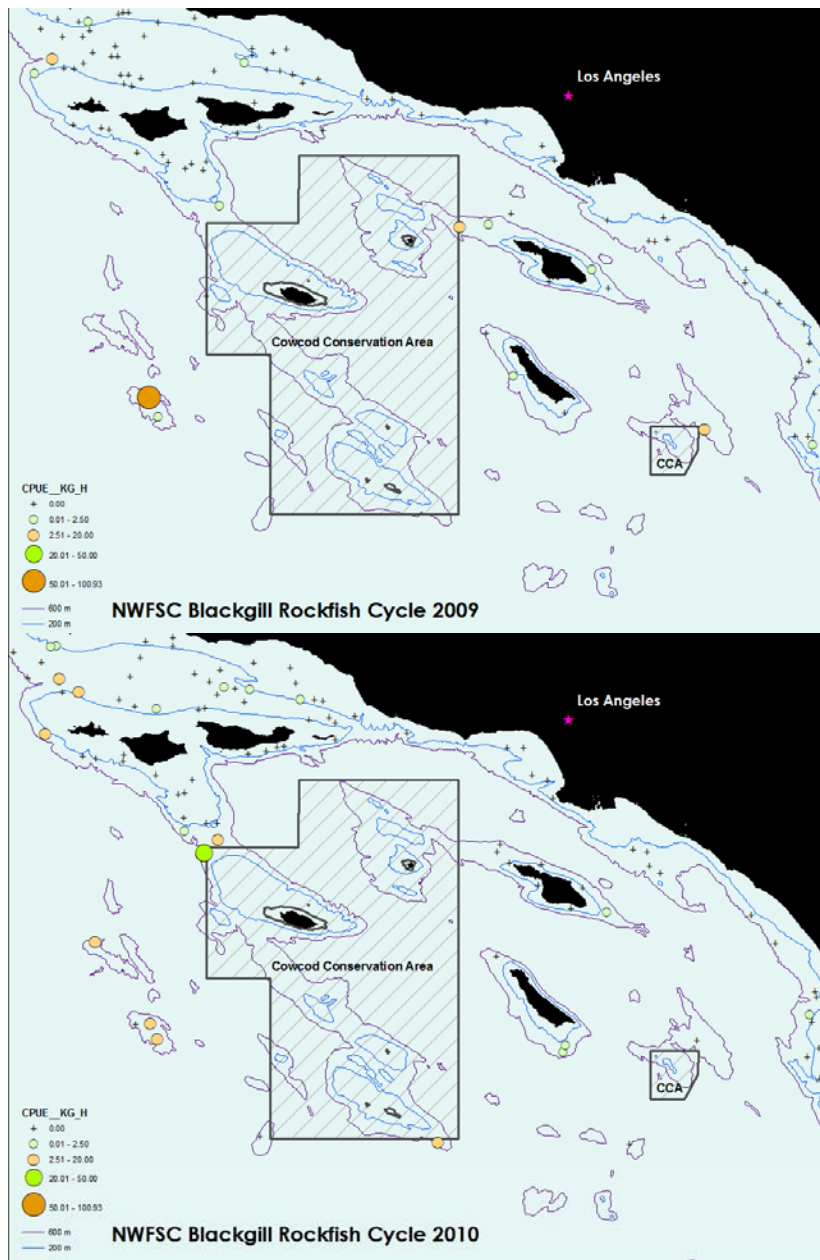 Los Angeles
Cowcod Conservation Area
CCA
CPUE__KG_H
0.00
0.01 - 2.50
2.51 - 20.00
20.01 - 50.00
50.01 - 100.93
600 m
200 m
NWFSC Blackgill Rockfish Cycle 2009
Los Angeles
Cowcod Conservation Area
CCA
CPUE__KG_H
0.00
0.01 - 2.50
2.51 - 20.00
20.01 - 50.00
50.01 - 100.93
600 m
200 m
NWFSC Blackgill Rockfish Cycle 2010